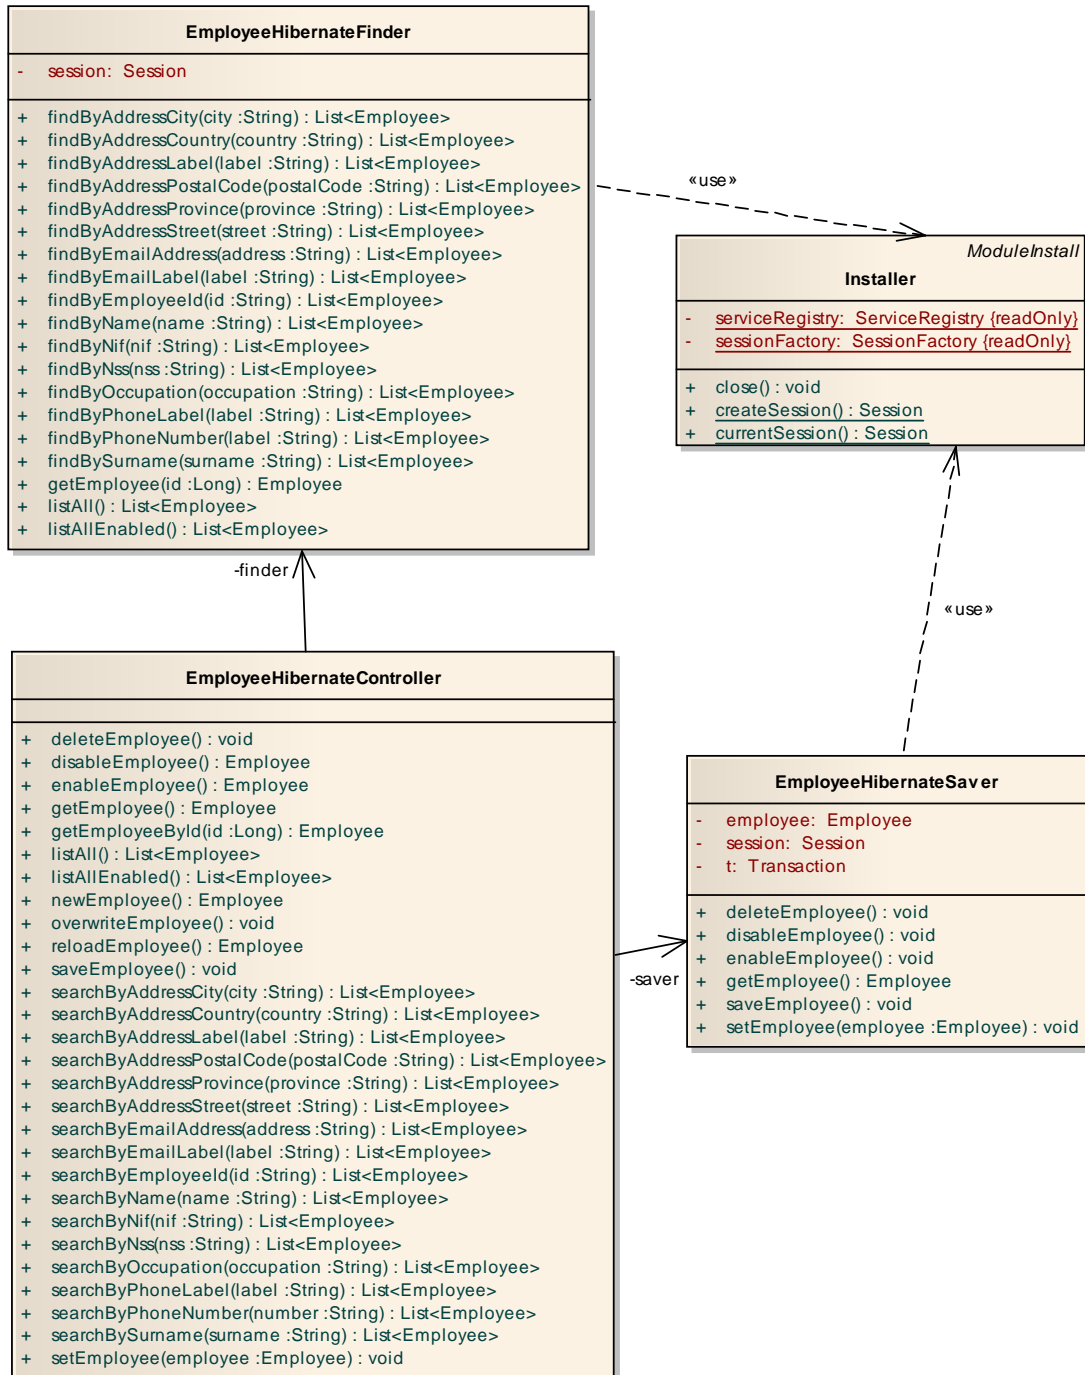 EmployeeHibernateFinder
- session: Session
+ findByAddressCity(city :String) : List<Employee>
+ findByAddressCountry(country :String) : List<Employee>
+ findByAddressLabel(label :String) : List<Employee>
+ findByAddressPostalCode(postalCode :String) : List<Employee>
+ findByAddressProvince(province :String) : List<Employee>
+ findByAddressStreet(street :String) : List<Employee>
+ findByEmailAddress(address :String) : List<Employee>
+ findByEmailLabel(label :String) : List<Employee>
+ findByEmployeeId(id :String) : List<Employee>
+ findByName(name :String) : List<Employee>
+ findByNif(nif :String) : List<Employee>
+ findByNss(nss :String) : List<Employee>
+ findByOccupation(occupation :String) : List<Employee>
+ findByPhoneLabel(label :String) : List<Employee>
+ findByPhoneNumber(label :String) : List<Employee>
+ findBySurname(surname :String) : List<Employee>
+ getEmployee(id :Long) : Employee
+ listAll() : List<Employee>
+ listAllEnabled() : List<Employee>
«use»
ModuleInstall
Installer
- serviceRegistry: ServiceRegistry {readOnly}
- sessionFactory: SessionFactory {readOnly}
+ close() : void
+ createSession() : Session
+ currentSession() : Session
-finder
«use»
EmployeeHibernateController
+ deleteEmployee() : void
+ disableEmployee() : Employee
+ enableEmployee() : Employee
+ getEmployee() : Employee
+ getEmployeeById(id :Long) : Employee
+ listAll() : List<Employee>
+ listAllEnabled() : List<Employee>
+ newEmployee() : Employee
+ overwriteEmployee() : void
+ reloadEmployee() : Employee
+ saveEmployee() : void
+ searchByAddressCity(city :String) : List<Employee>
+ searchByAddressCountry(country :String) : List<Employee>
+ searchByAddressLabel(label :String) : List<Employee>
+ searchByAddressPostalCode(postalCode :String) : List<Employee>
+ searchByAddressProvince(province :String) : List<Employee>
+ searchByAddressStreet(street :String) : List<Employee>
+ searchByEmailAddress(address :String) : List<Employee>
+ searchByEmailLabel(label :String) : List<Employee>
+ searchByEmployeeId(id :String) : List<Employee>
+ searchByName(name :String) : List<Employee>
+ searchByNif(nif :String) : List<Employee>
+ searchByNss(nss :String) : List<Employee>
+ searchByOccupation(occupation :String) : List<Employee>
+ searchByPhoneLabel(label :String) : List<Employee>
+ searchByPhoneNumber(number :String) : List<Employee>
+ searchBySurname(surname :String) : List<Employee>
+ setEmployee(employee :Employee) : void
-saver
EmployeeHibernateSaver
- employee: Employee
- session: Session
- t: Transaction
+ deleteEmployee() : void
+ disableEmployee() : void
+ enableEmployee() : void
+ getEmployee() : Employee
+ saveEmployee() : void
+ setEmployee(employee :Employee) : void